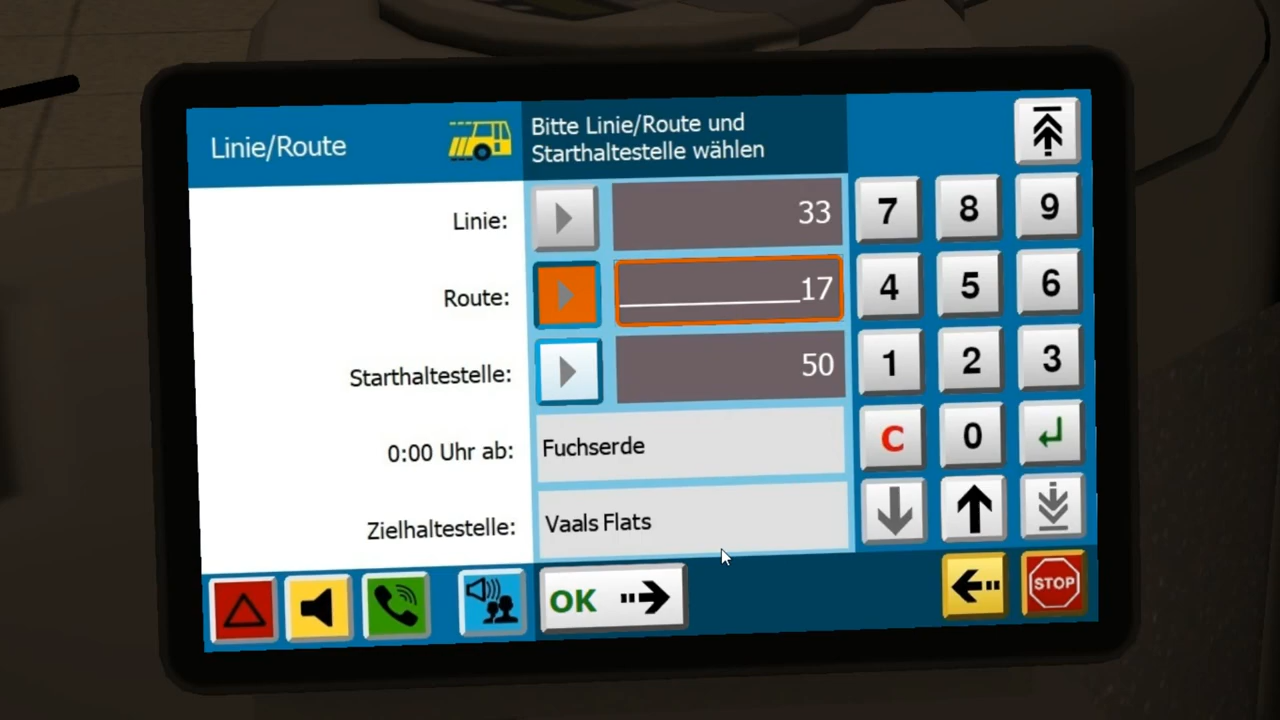 Linie/Route
Bitte Linie/Route und
Starthaltestelle wählen
Linie:
33
Route:
17
Starthaltestelle:
50
0:00 Uhr ab:
Fuchserde
Zielhaltestelle:
Vaals Flats
7 8 9
4 5 6
1 2 3
C 0
OK
STOP